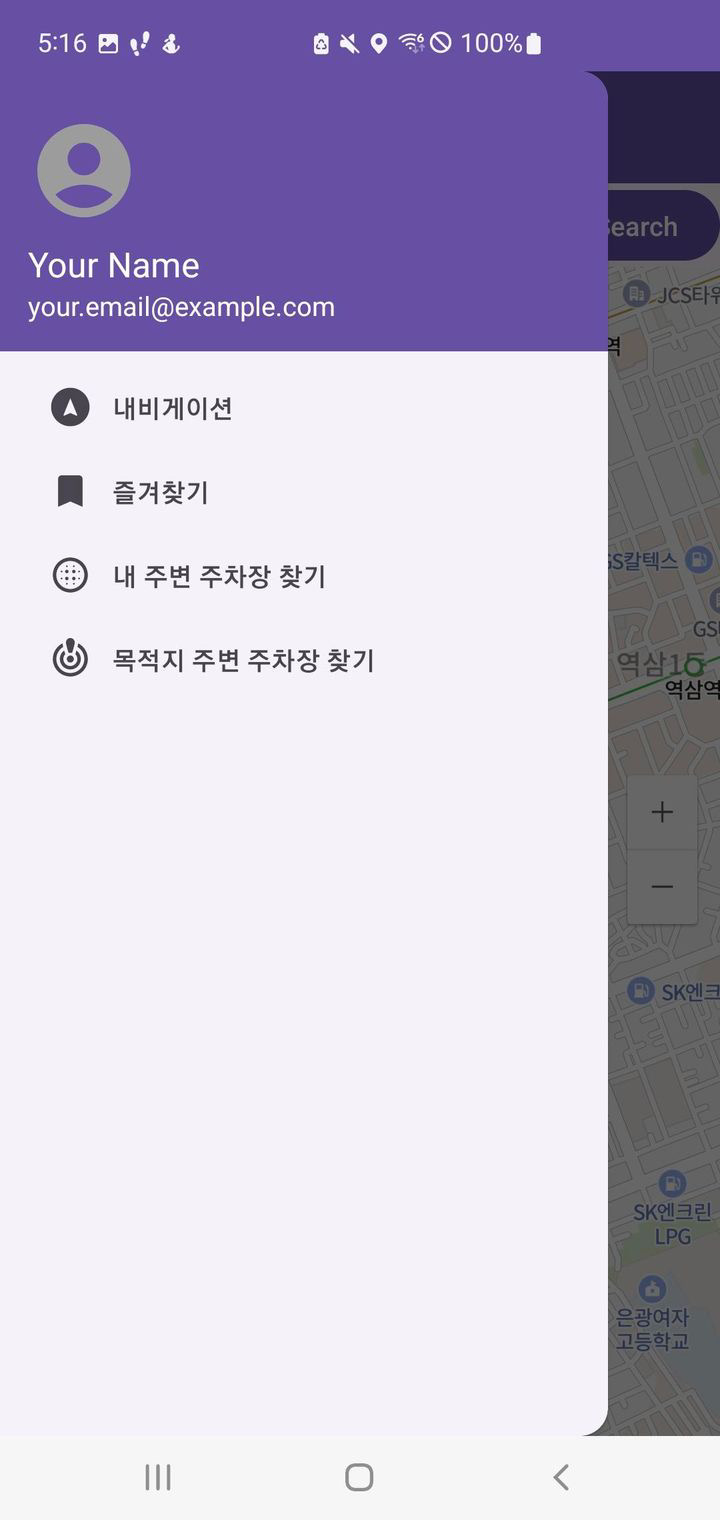 5:16
100%
Search
Your Name
your.email@example.com
내비게이션
즐겨찾기
내 주변 주차장 찾기
목적지 주변 주차장 찾기
JCS타워
역
GS칼텍스
역삼1동
역삼역
SK엔크
SK엔크린
LPG
은광여자
고등학교